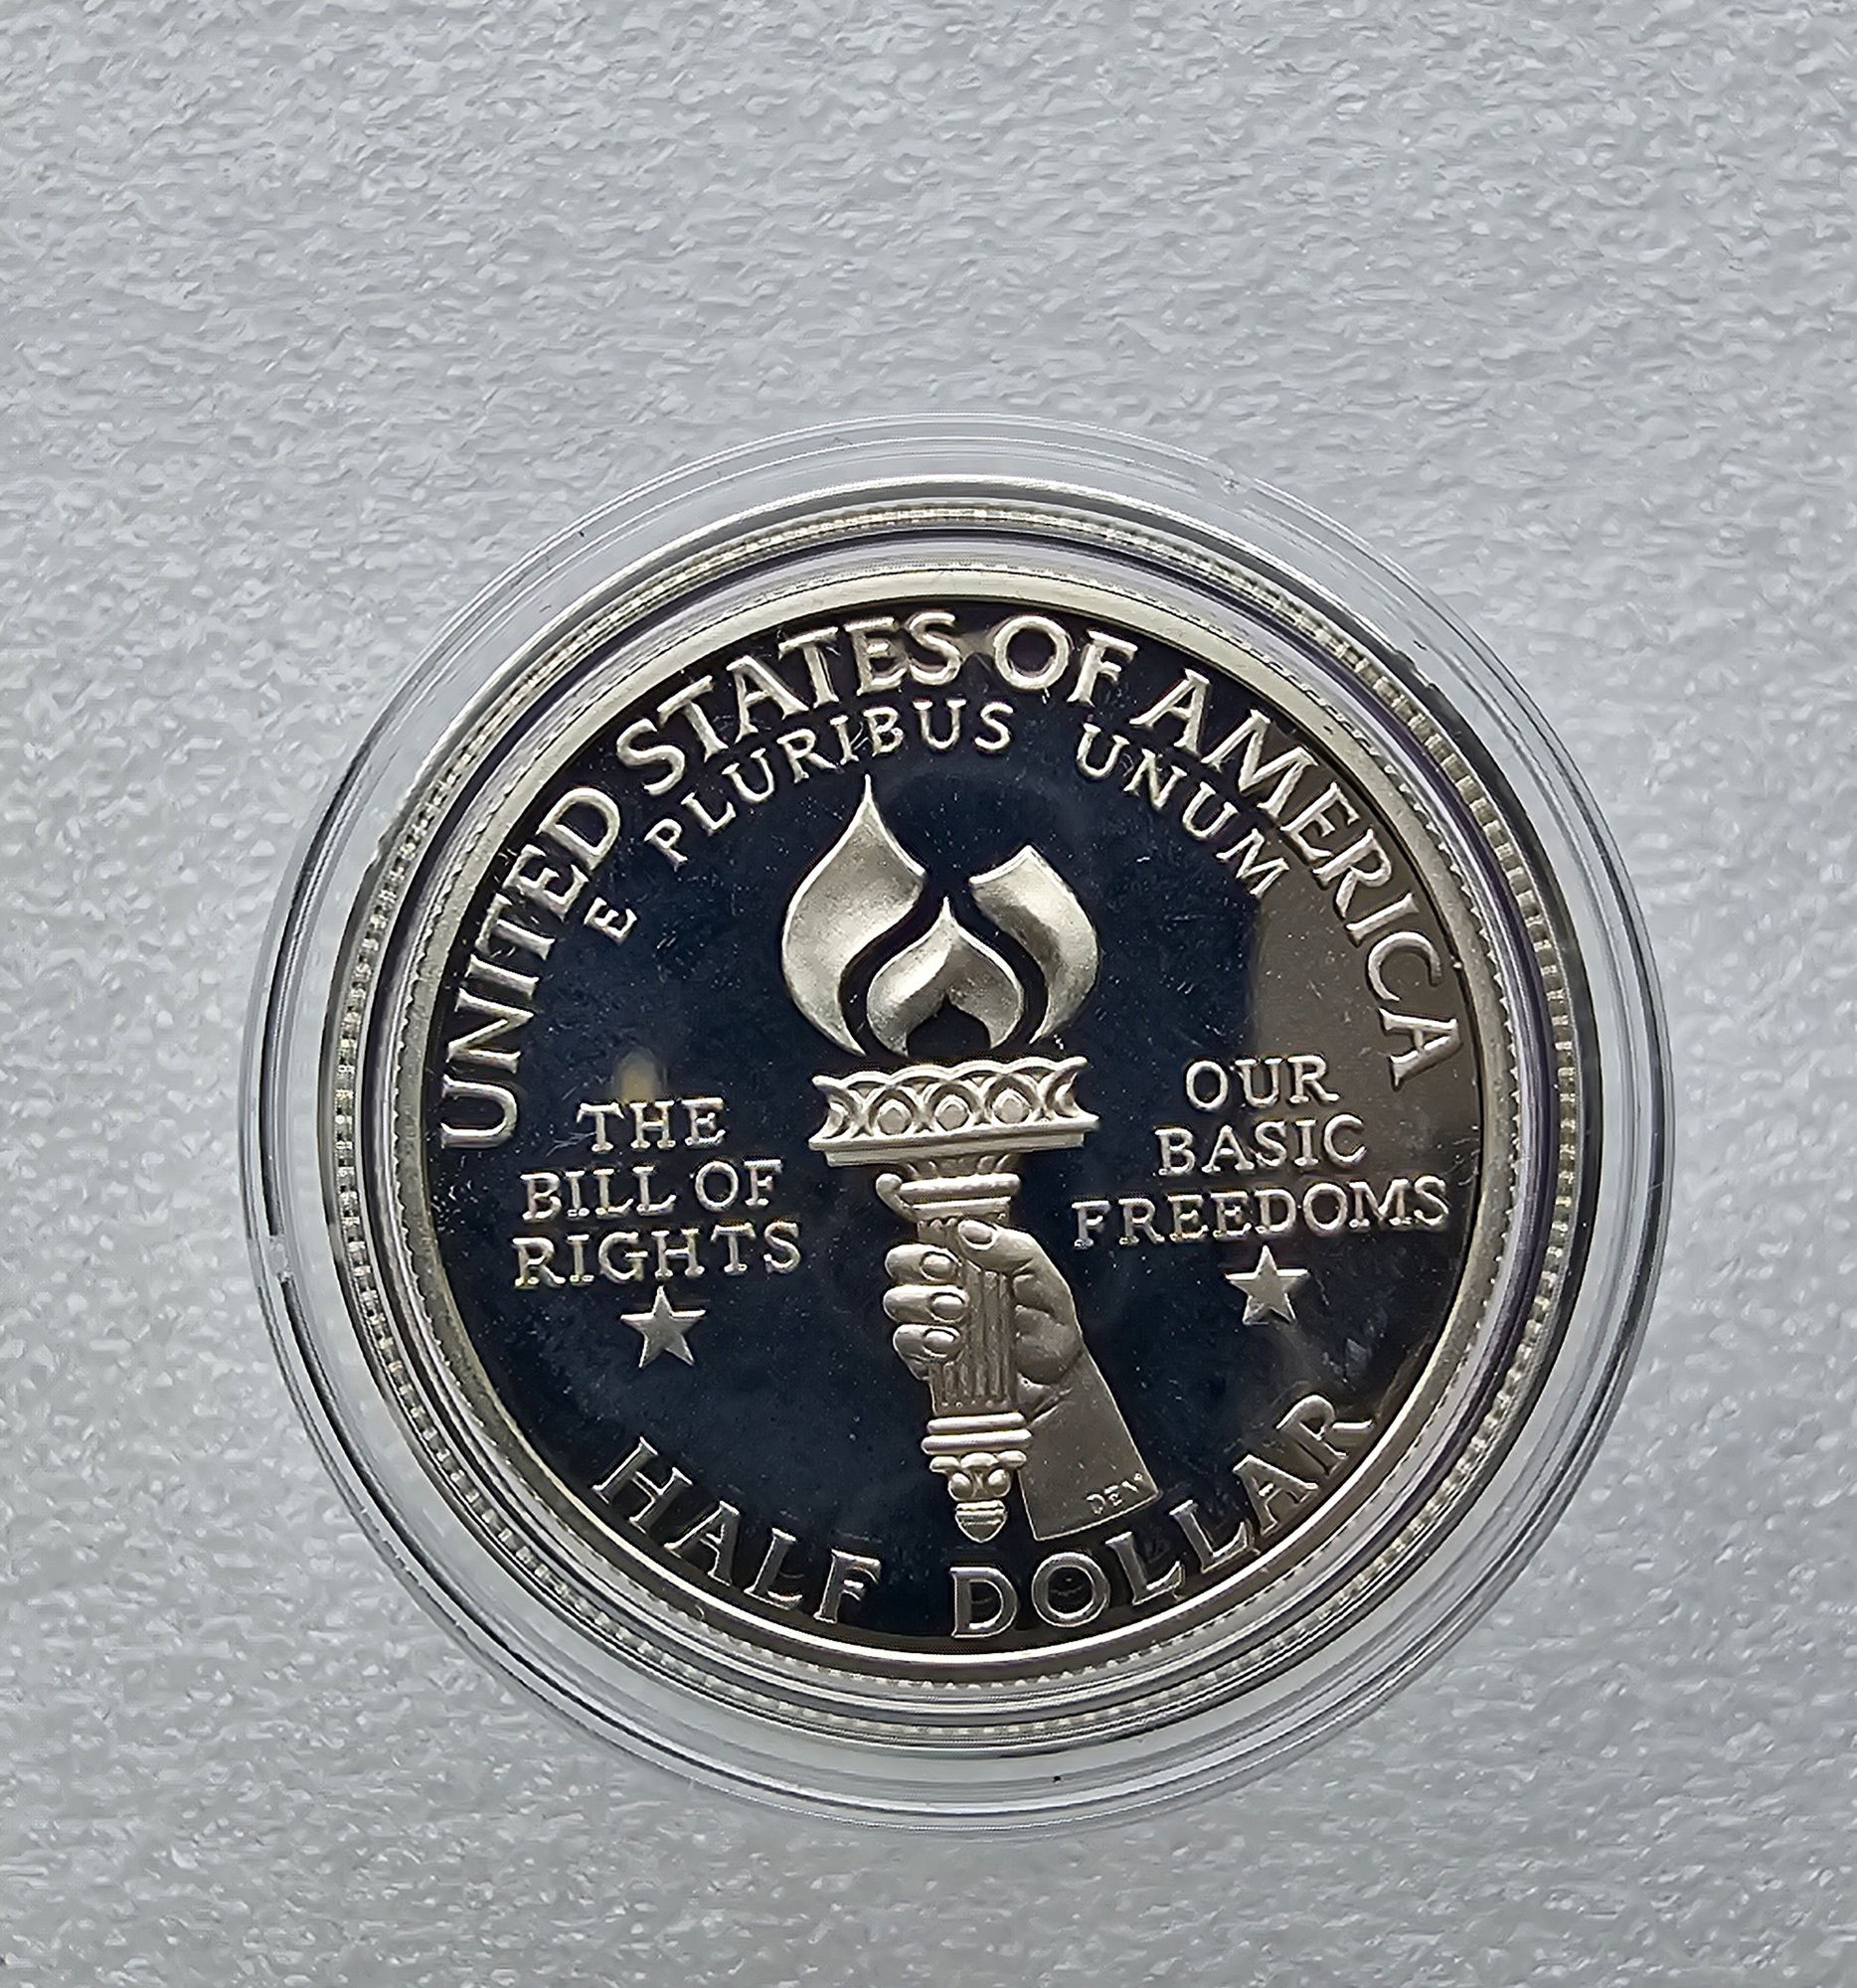 UNITED STATES OF AMERICA
E PLURIBUS UNUM
THE
BILL OF
RIGHTS
OUR
BASIC
FREEDOMS
HALF DOLLAR